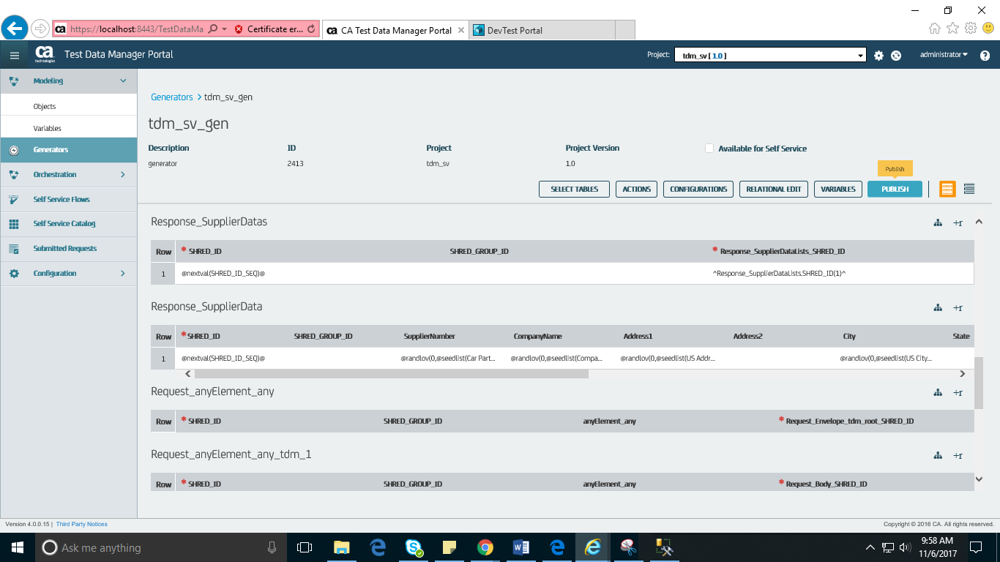 ca https://localhost:8443/TestDataMa Certificate er... ca CA Test Data Manager Portal DevTest Portal
ca technologies Test Data Manager Portal Project: tdm_sv [ 1.0 ] administrator ?
Modeling
Objects
Variables
Generators
Orchestration
Self Service Flows
Self Service Catalog
Submitted Requests
Configuration
Generators > tdm_sv_gen
tdm_sv_gen
Description ID Project Project Version Available for Self Service
generator 2413 tdm_sv 1.0
Publish
SELECT TABLES ACTIONS CONFIGURATIONS RELATIONAL EDIT VARIABLES PUBLISH
Response_SupplierDatas +r
Row * SHRED_ID SHRED_GROUP_ID * Response_SupplierDataLists_SHRED_ID
1 @nextval(SHRED_ID_SEQ)@ ^Response_SupplierDataLists.SHRED_ID(1)^
Response_SupplierData +r
Row * SHRED_ID SHRED_GROUP_ID SupplierNumber CompanyName Address1 Address2 City State
1 @nextval(SHRED_ID_SEQ)@ @randlov(0,@seedlist(Car Part... @randlov(0,@seedlist(Compa... @randlov(0,@seedlist(US Addr... @randlov(0,@seedlist(US City...
Request_anyElement_any +r
Row * SHRED_ID SHRED_GROUP_ID anyElement_any * Request_Envelope_tdm_root_SHRED_ID
Request_anyElement_any_tdm_1 +r
Row * SHRED_ID SHRED_GROUP_ID anyElement_any * Request_Body_SHRED_ID
Version 4.0.0.15 | Third Party Notices Copyright © 2016 CA. All rights reserved.
Ask me anything
9:58 AM
11/6/2017